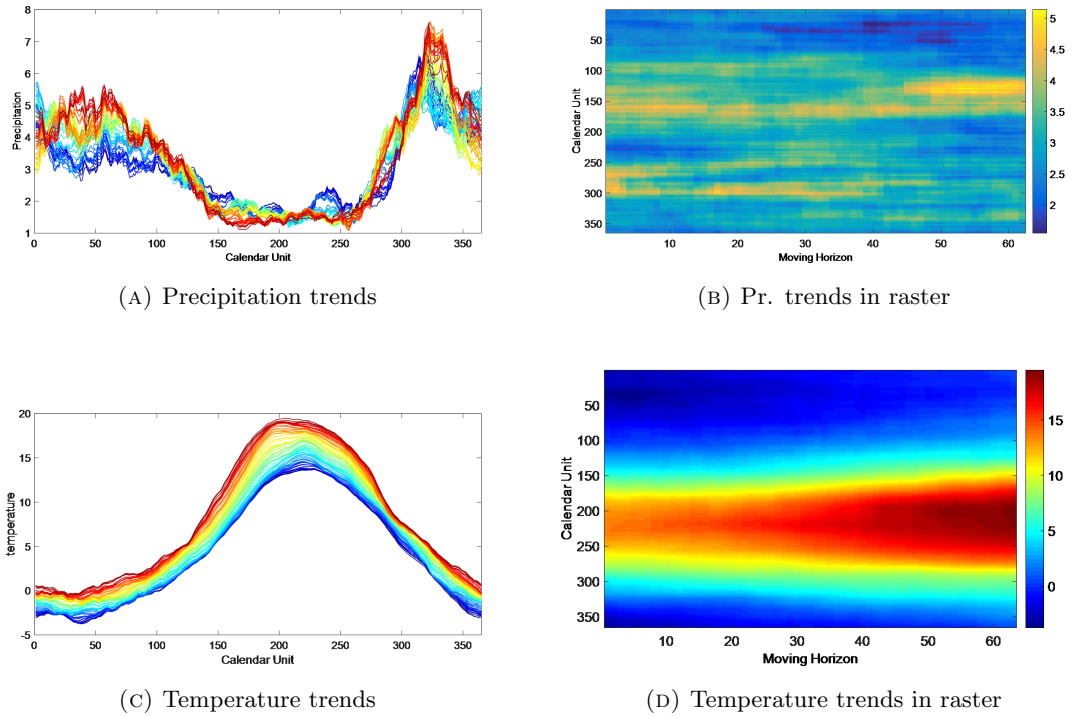 8
7
6
5
4
3
2
1
Precipitation
0 50 100 150 200 250 300 350
Calendar Unit
(A) Precipitation trends
50
100
150
200
250
300
350
Calendar Unit
10 20 30 40 50 60
Moving Horizon
5
4.5
4
3.5
3
2.5
2
(B) Pr. trends in raster
20
15
10
5
0
-5
temperature
0 50 100 150 200 250 300 350
Calendar Unit
(C) Temperature trends
50
100
150
200
250
300
350
Calendar Unit
10 20 30 40 50 60
Moving Horizon
15
10
5
0
(D) Temperature trends in raster